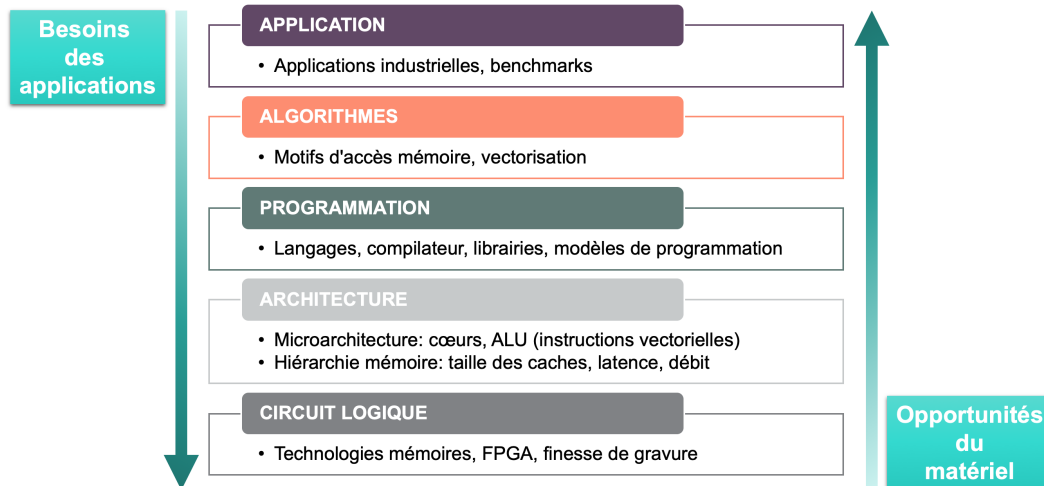 Besoins
des
applications
APPLICATION
• Applications industrielles, benchmarks
ALGORITHMES
• Motifs d'accès mémoire, vectorisation
PROGRAMMATION
• Langages, compilateur, librairies, modèles de programmation
ARCHITECTURE
• Microarchitecture: cœurs, ALU (instructions vectorielles)
• Hiérarchie mémoire: taille des caches, latence, débit
CIRCUIT LOGIQUE
• Technologies mémoires, FPGA, finesse de gravure
Opportunités
du
matériel